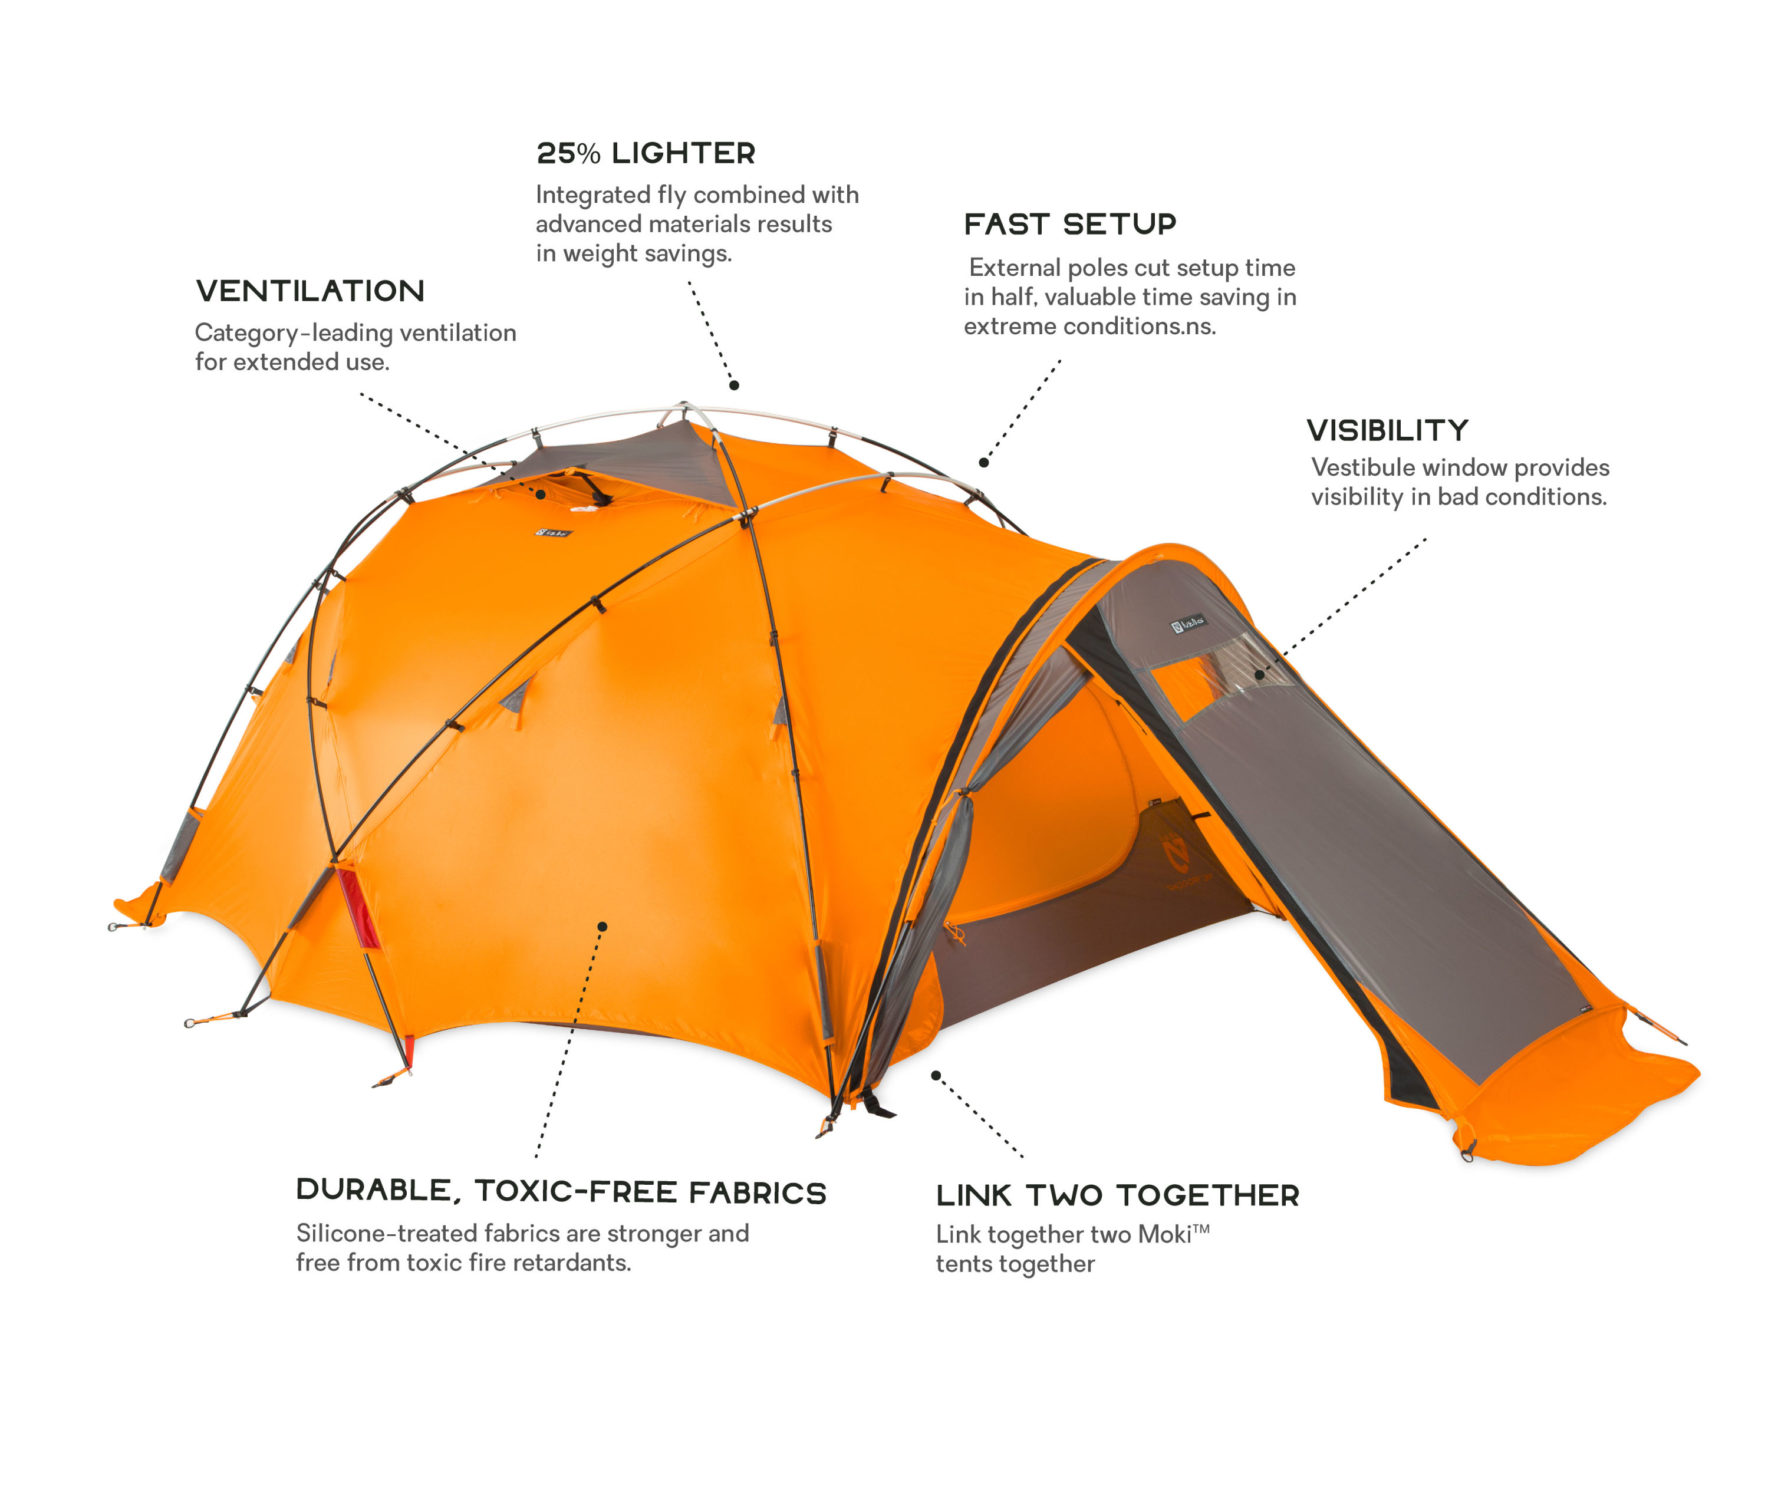 25% LIGHTER
Integrated fly combined with
advanced materials results
in weight savings.
FAST SETUP
External poles cut setup time
in half, valuable time saving in
extreme conditions.ns.
VENTILATION
Category-leading ventilation
for extended use.
VISIBILITY
Vestibule window provides
visibility in bad conditions.
DURABLE, TOXIC-FREE FABRICS
Silicone-treated fabrics are stronger and
free from toxic fire retardants.
LINK TWO TOGETHER
Link together two Moki™
tents together